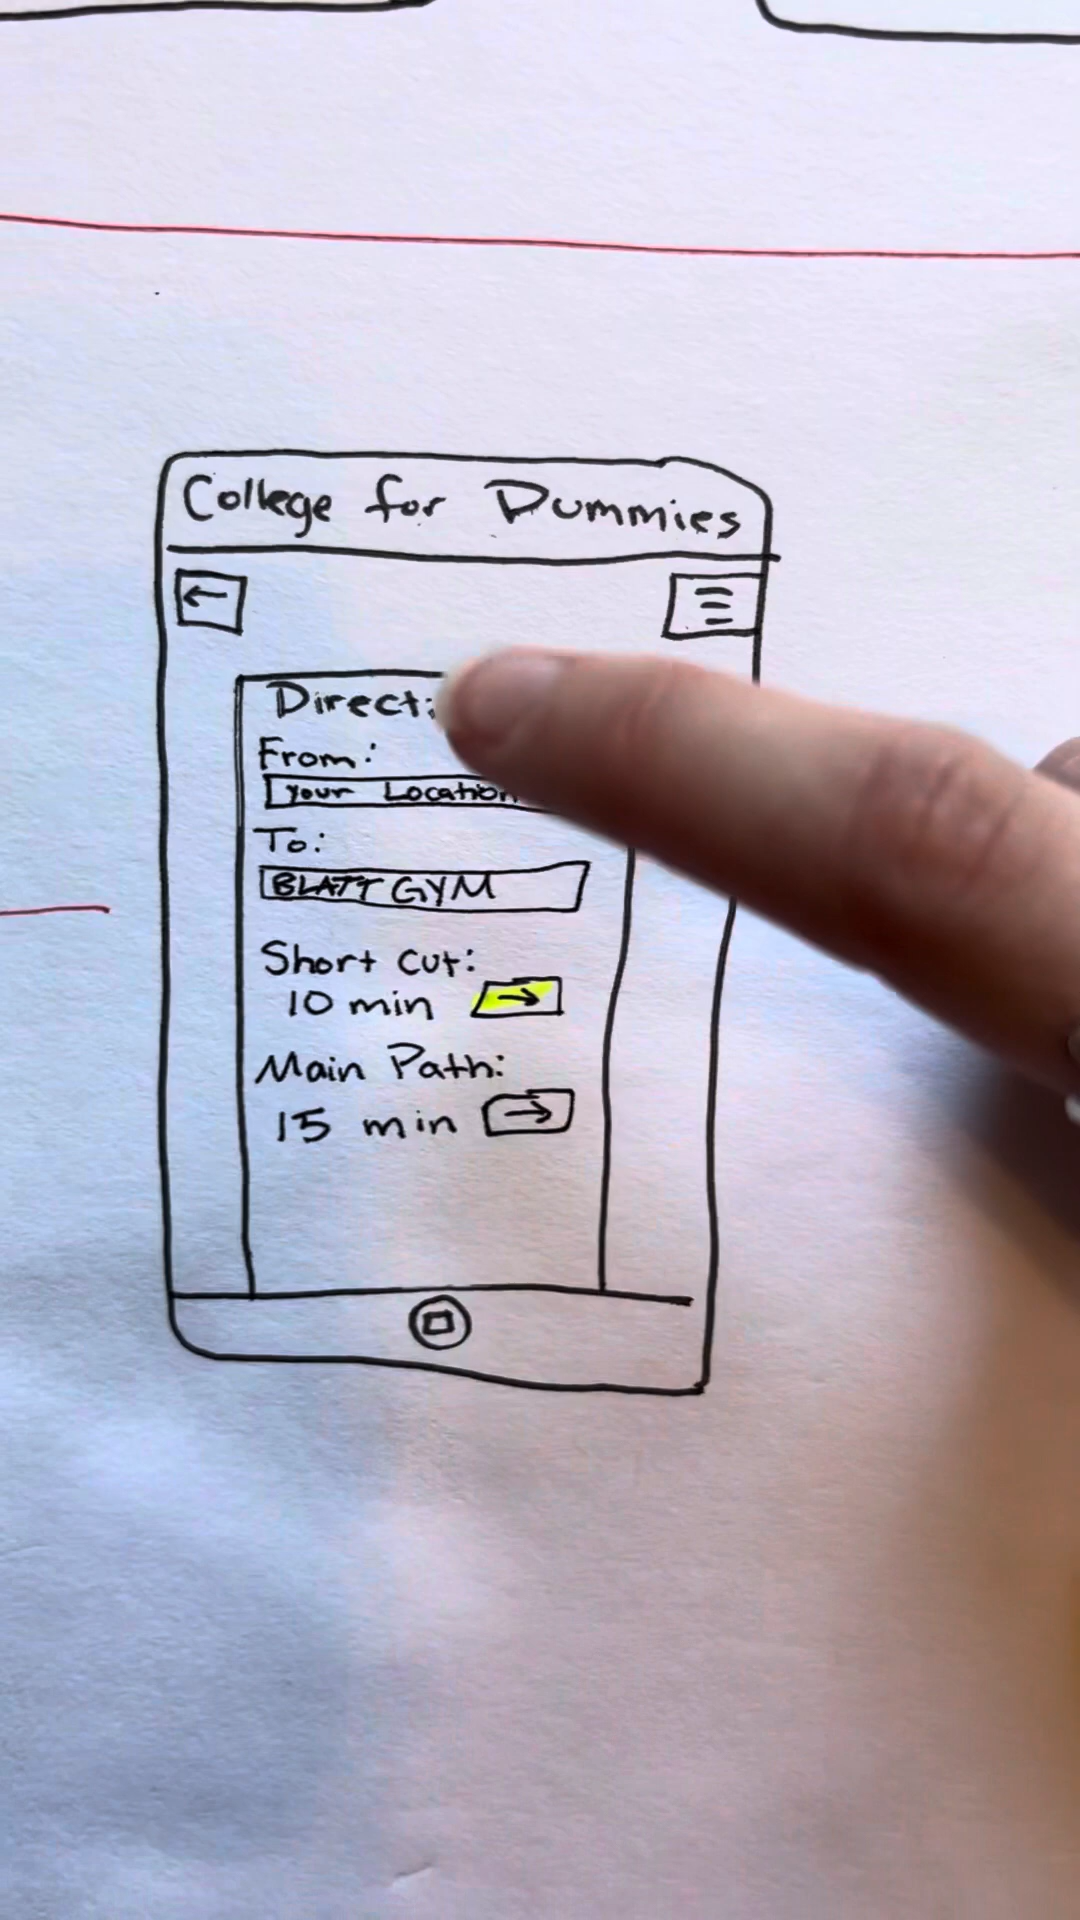 College for Dummies
From:
Your Location
To:
BLATT GYM
Short cut:
10 min
Main Path:
15 min